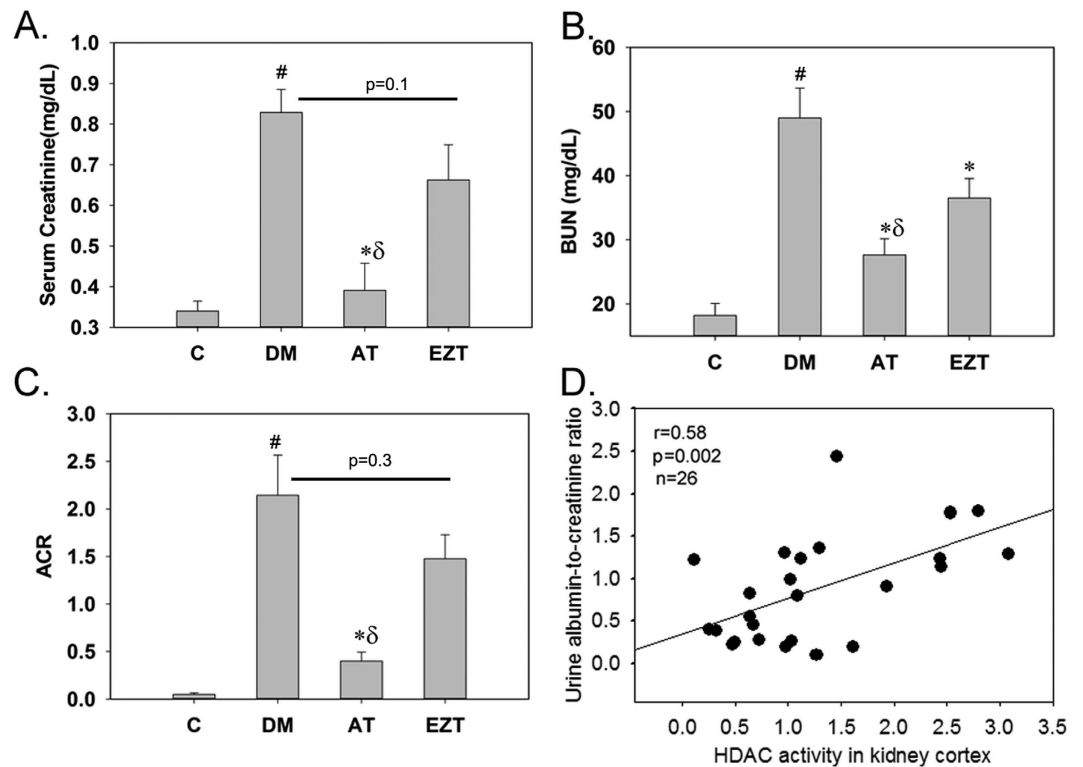 A.
Serum Creatinine(mg/dL)
1.0
0.9
0.8
0.7
0.6
0.5
0.4
0.3
#
p=0.1
*δ
C DM AT EZT
B.
BUN (mg/dL)
60
50
40
30
20
#
*δ
*
C DM AT EZT
C.
ACR
3.0
2.5
2.0
1.5
1.0
0.5
0.0
#
p=0.3
*δ
C DM AT EZT
D.
Urine albumin-to-creatinine ratio
3.0
2.5
2.0
1.5
1.0
0.5
0.0
r=0.58
p=0.002
n=26
0.0 0.5 1.0 1.5 2.0 2.5 3.0 3.5
HDAC activity in kidney cortex